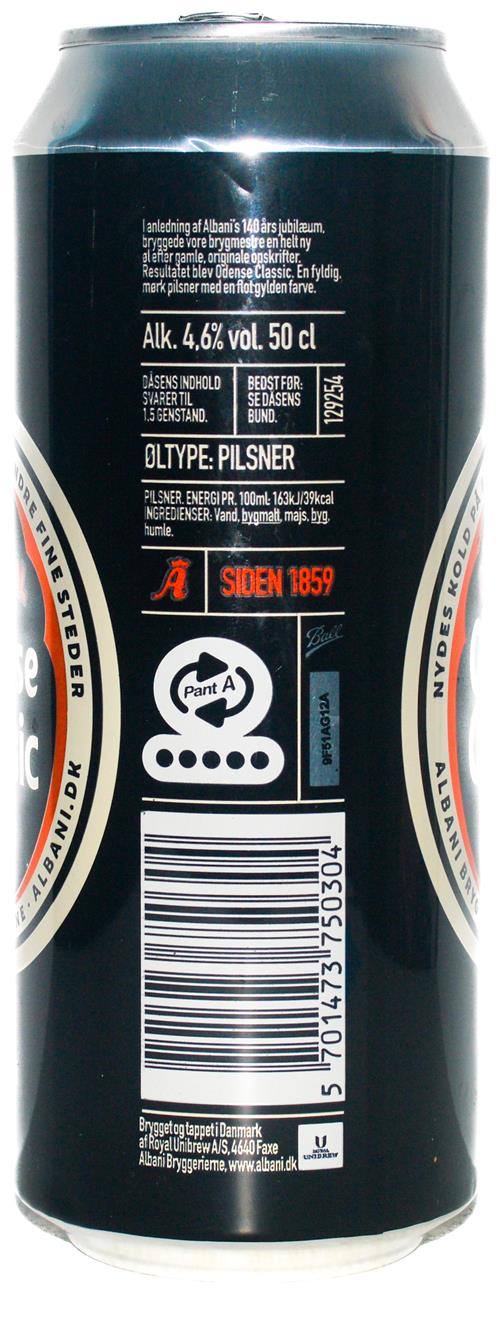 I anledning af Albani's 140 års jubilæum,
bryggede vore brygmestre en helt ny
øl efter gamle, originale opskrifter.
Resultatet blev Odense Classic. En fyldig,
mørk pilsner med en flot gylden farve.
Alk. 4,6% vol. 50 cl
DÅSENS INDHOLD
SVARER TIL
1.5 GENSTAND.
BEDST FØR:
SE DÅSENS
BUND.
129254
ØLTYPE: PILSNER
PILSNER. ENERGI PR. 100ml: 163kJ/39kcal
INGREDIENSER: Vand, bygmalt, majs, byg,
humle.
A
SIDEN 1859
Pant A
Ball
9F51AG12A
5 701473 750304
Brygget og tappet i Danmark
af Royal Unibrew A/S, 4640 Faxe
Albani Bryggerierne, www.albani.dk
ROYAL
UNIBREW
FINE STEDER
ALBANI.DK
se
ic
NYDES KOLD PÅ
ALBANI